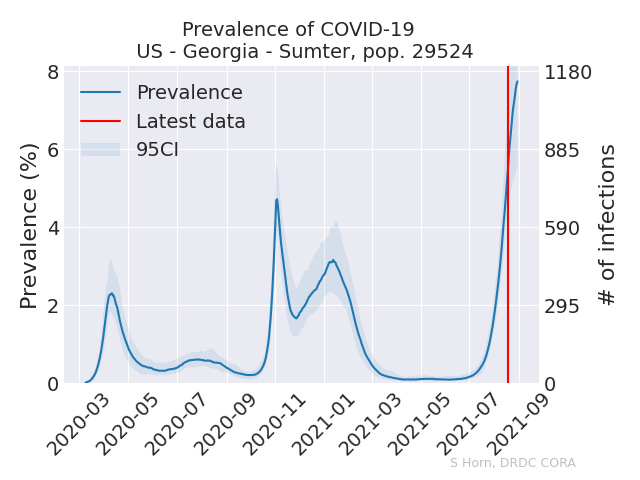 Prevalence of COVID-19
US - Georgia - Sumter, pop. 29524
Prevalence
Latest data
95CI
Prevalence (%)
8
6
4
2
0
# of infections
1180
885
590
295
0
2020-03
2020-05
2020-07
2020-09
2020-11
2021-01
2021-03
2021-05
2021-07
2021-09
S Horn, DRDC CORA